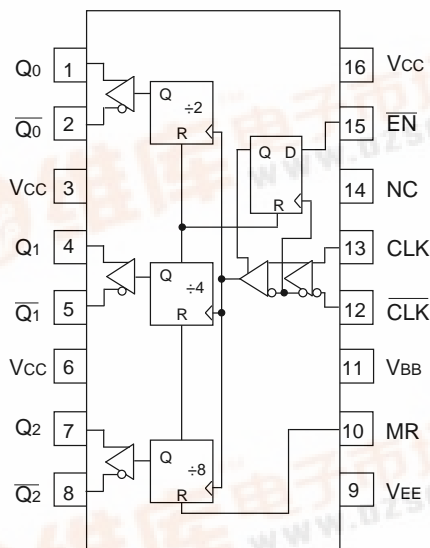 Q0 1
Q0 2
VCC 3
Q1 4
Q1 5
VCC 6
Q2 7
Q2 8
16 VCC
15 EN
14 NC
13 CLK
12 CLK
11 VBB
10 MR
9 VEE
Q ÷2 R
Q D R
Q ÷4 R
Q ÷8 R